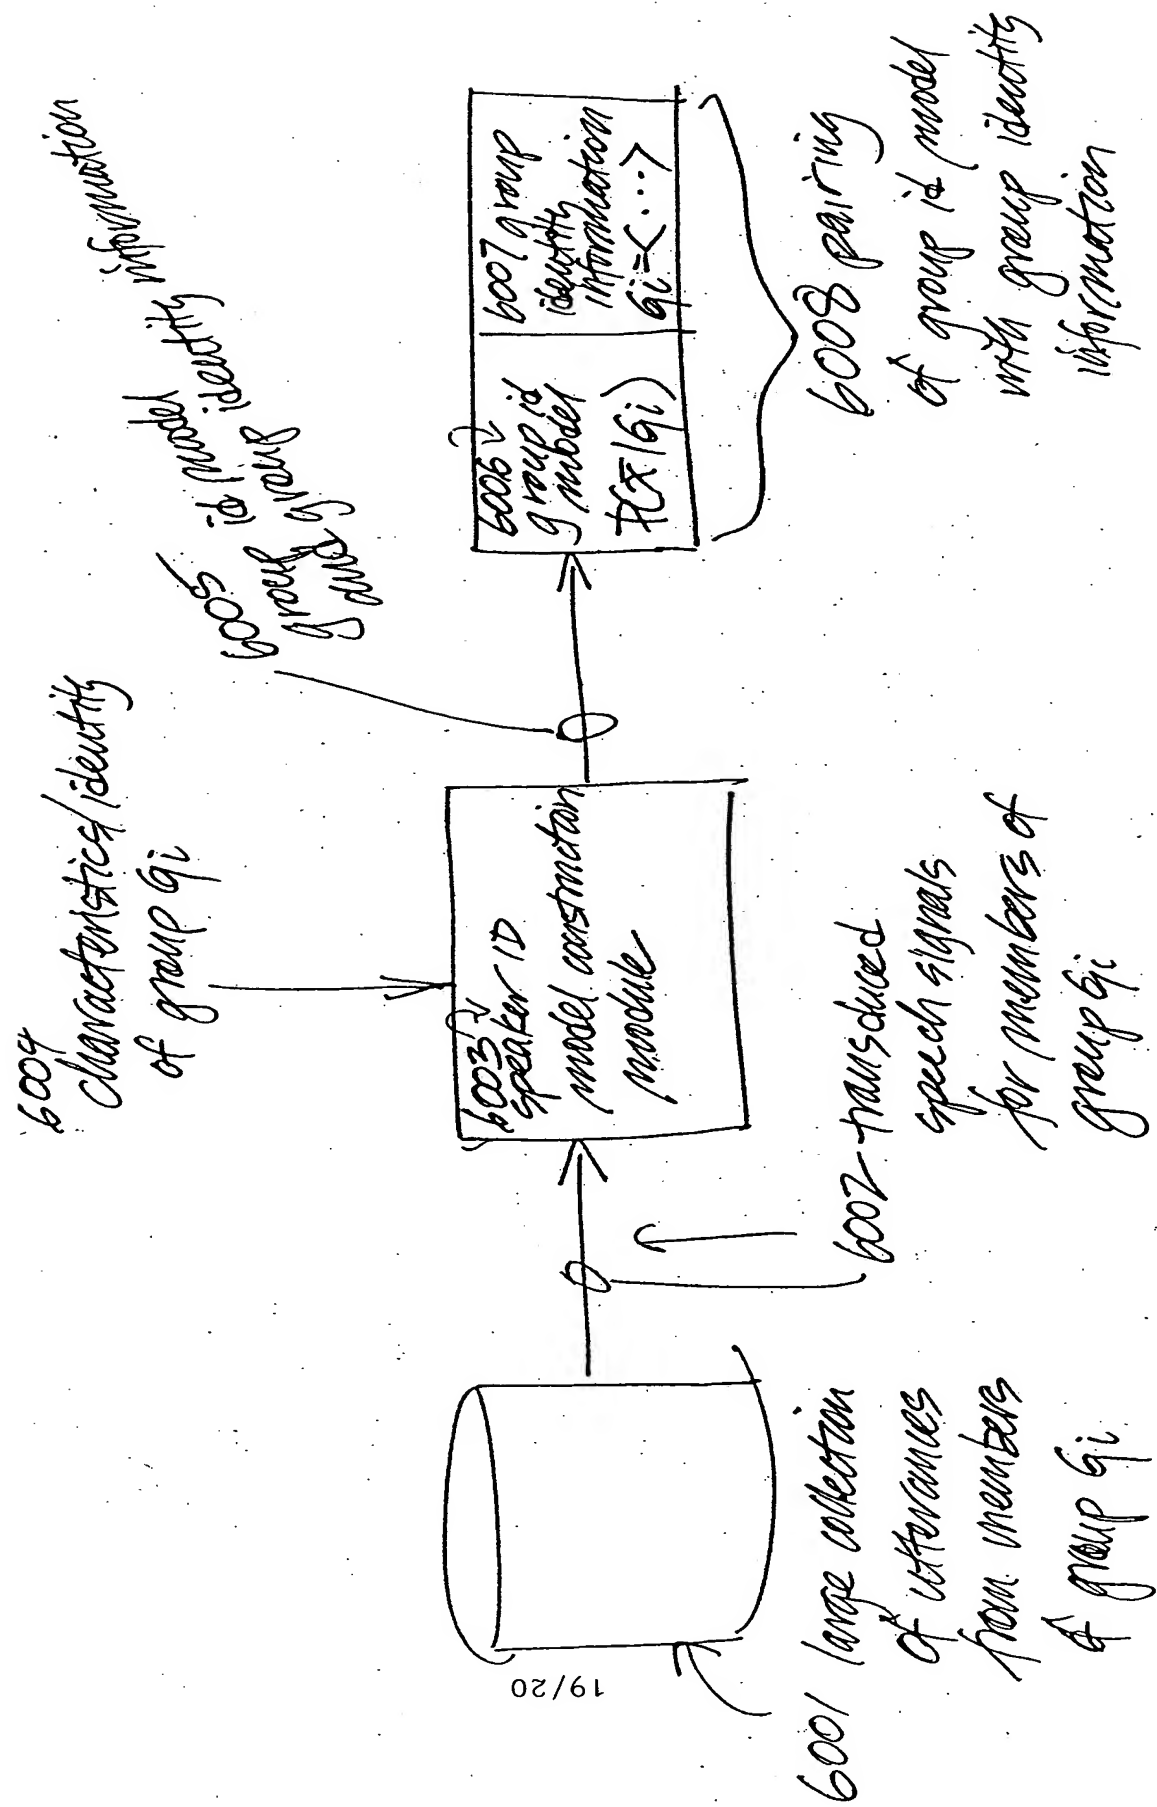 6004
characteristics/identity
of group Gi
6005
group id model
and group identity information
6003
speaker ID
model construction
module
6006
group id
model
P(x̄|Gi)
6007 group
identity
information
Gi=<...>
6001 large collection
of utterances
from members
of group Gi
6002 transduced
speech signals
for members of
group Gi
6008 pairing
of group id model
with group identity
information
19/20